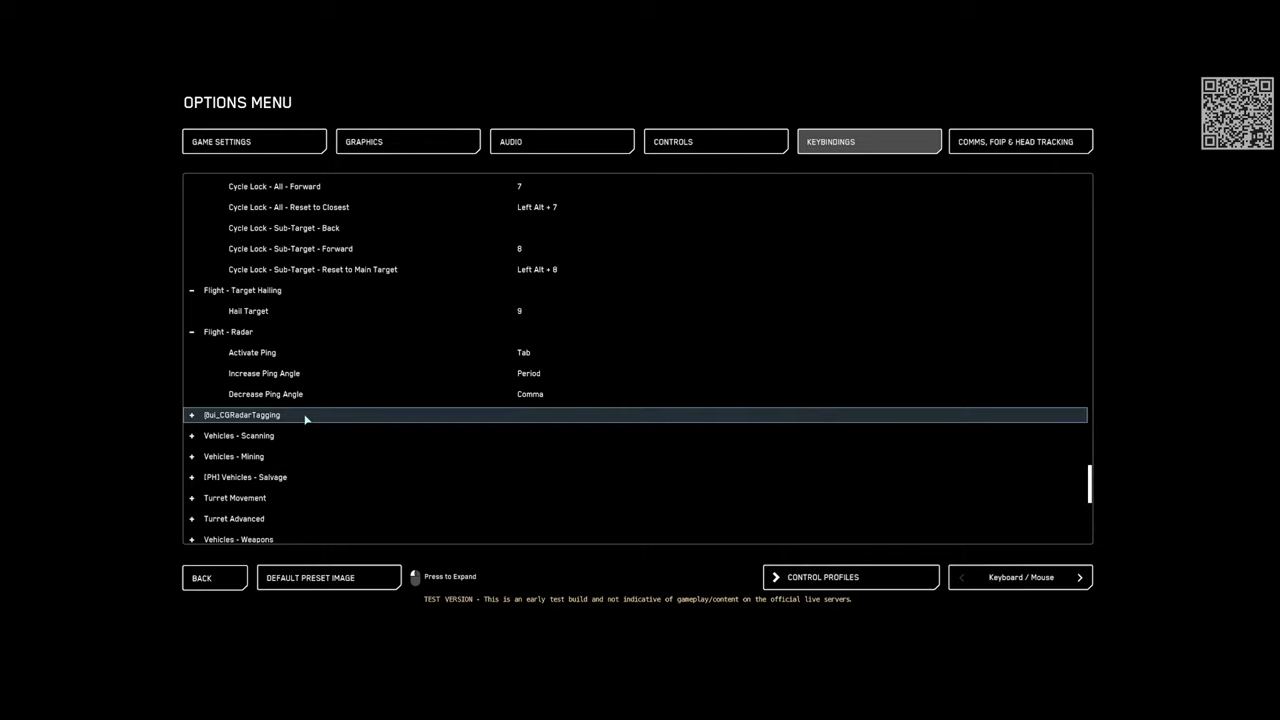 OPTIONS MENU
GAME SETTINGS
GRAPHICS
AUDIO
CONTROLS
KEYBINDINGS
COMMS, FOIP & HEAD TRACKING
Cycle Lock - All - Forward 7
Cycle Lock - All - Reset to Closest Left Alt + 7
Cycle Lock - Sub-Target - Back
Cycle Lock - Sub-Target - Forward 8
Cycle Lock - Sub-Target - Reset to Main Target Left Alt + 8
- Flight - Target Hailing
Hail Target 9
- Flight - Radar
Activate Ping Tab
Increase Ping Angle Period
Decrease Ping Angle Comma
+ @ui_CGRadarTagging
+ Vehicles - Scanning
+ Vehicles - Mining
+ [PH] Vehicles - Salvage
+ Turret Movement
+ Turret Advanced
+ Vehicles - Weapons
BACK
DEFAULT PRESET IMAGE
Press to Expand
CONTROL PROFILES
Keyboard / Mouse
TEST VERSION - This is an early test build and not indicative of gameplay/content on the official live servers.